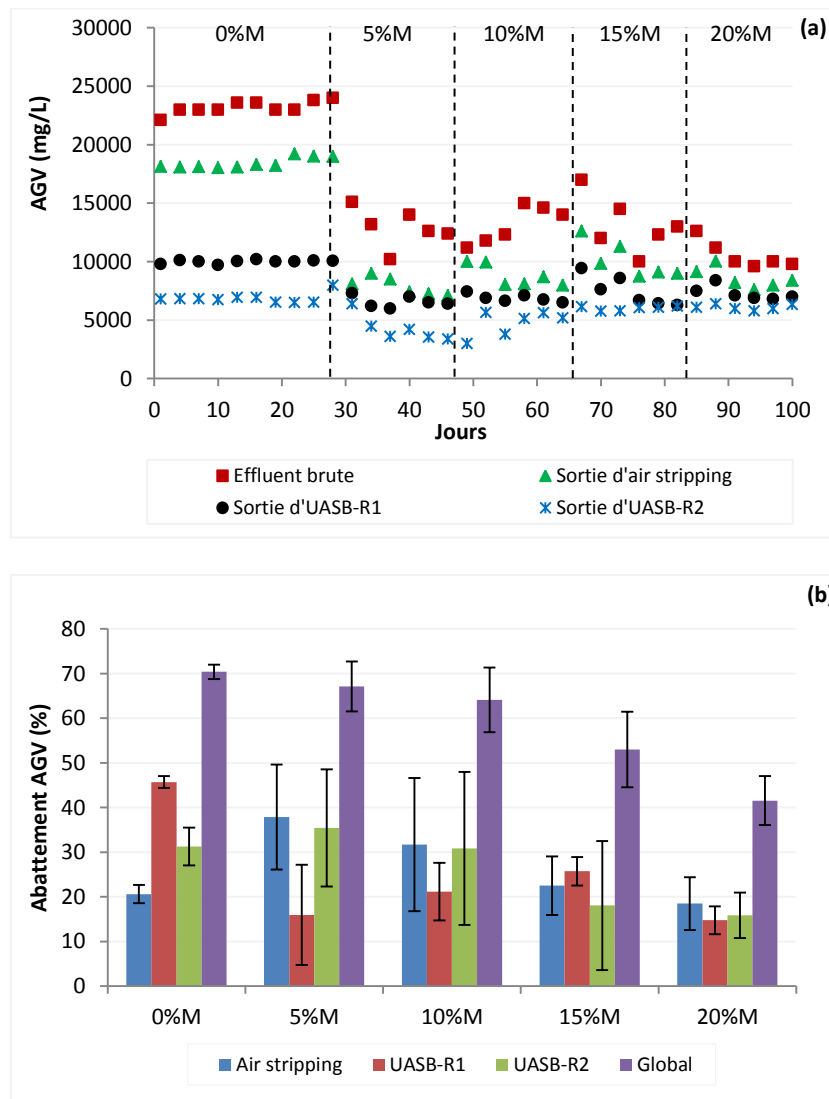 (a)
0%M 5%M 10%M 15%M 20%M
30000
25000
20000
15000
10000
5000
0
AGV (mg/L)
0 10 20 30 40 50 60 70 80 90 100
Jours
Effluent brute Sortie d'air stripping
Sortie d'UASB-R1 Sortie d'UASB-R2
(b)
80
70
60
50
40
30
20
10
0
Abattement AGV (%)
0%M 5%M 10%M 15%M 20%M
Air stripping UASB-R1 UASB-R2 Global